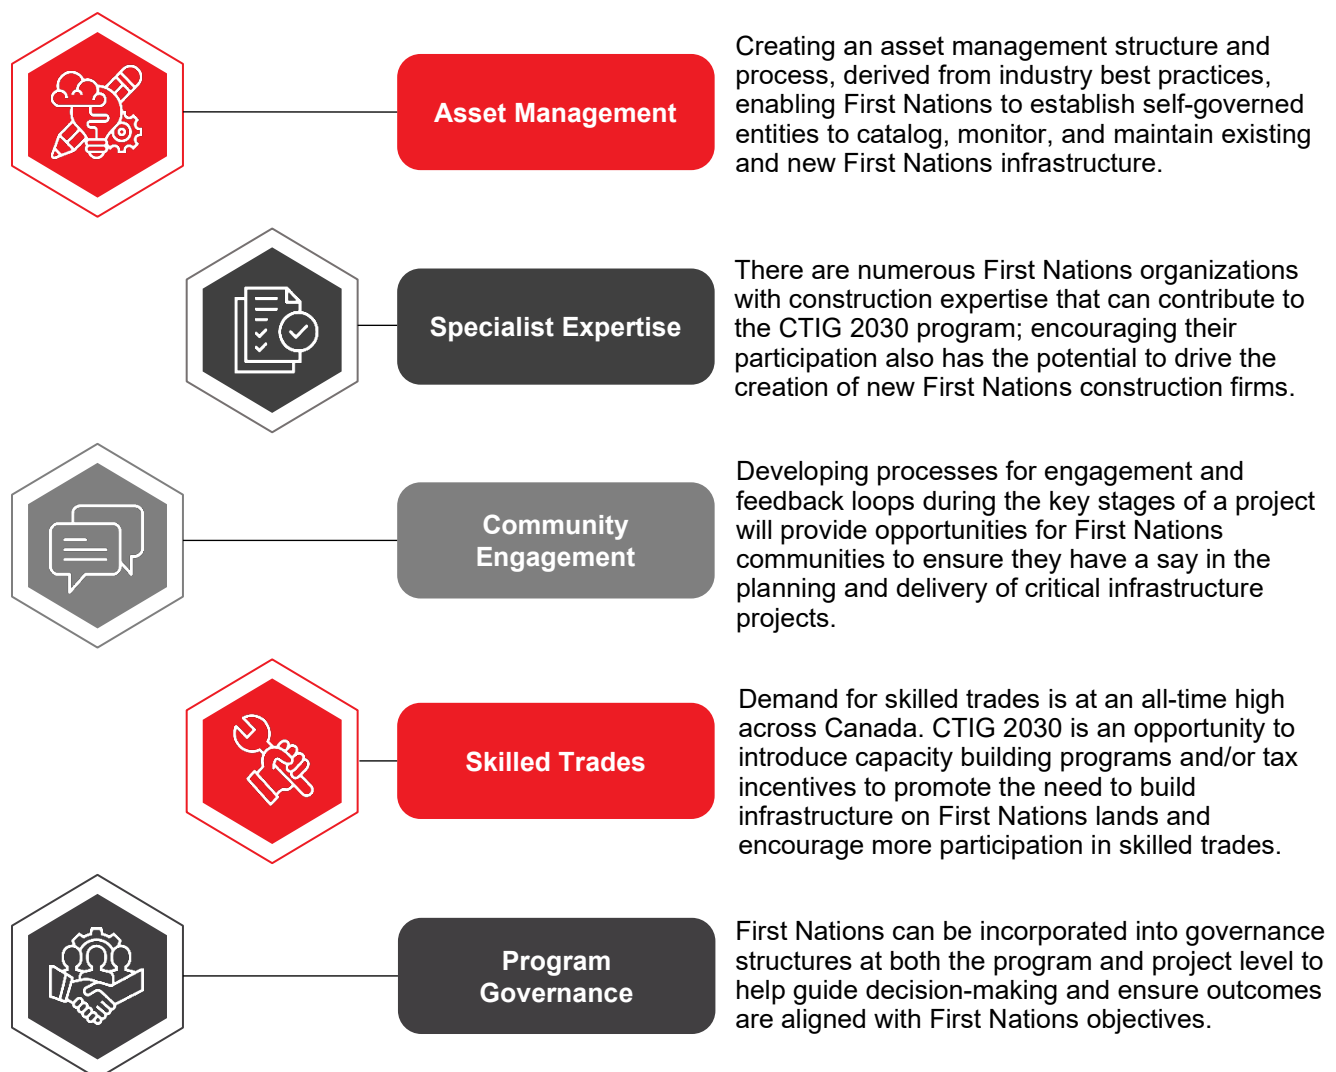 Asset Management
Creating an asset management structure and
process, derived from industry best practices,
enabling First Nations to establish self-governed
entities to catalog, monitor, and maintain existing
and new First Nations infrastructure.
Specialist Expertise
There are numerous First Nations organizations
with construction expertise that can contribute to
the CTIG 2030 program; encouraging their
participation also has the potential to drive the
creation of new First Nations construction firms.
Community
Engagement
Developing processes for engagement and
feedback loops during the key stages of a project
will provide opportunities for First Nations
communities to ensure they have a say in the
planning and delivery of critical infrastructure
projects.
Skilled Trades
Demand for skilled trades is at an all-time high
across Canada. CTIG 2030 is an opportunity to
introduce capacity building programs and/or tax
incentives to promote the need to build
infrastructure on First Nations lands and
encourage more participation in skilled trades.
Program
Governance
First Nations can be incorporated into governance
structures at both the program and project level to
help guide decision-making and ensure outcomes
are aligned with First Nations objectives.